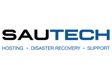 SAUTECH
HOSTING • DISASTER RECOVERY • SUPPORT